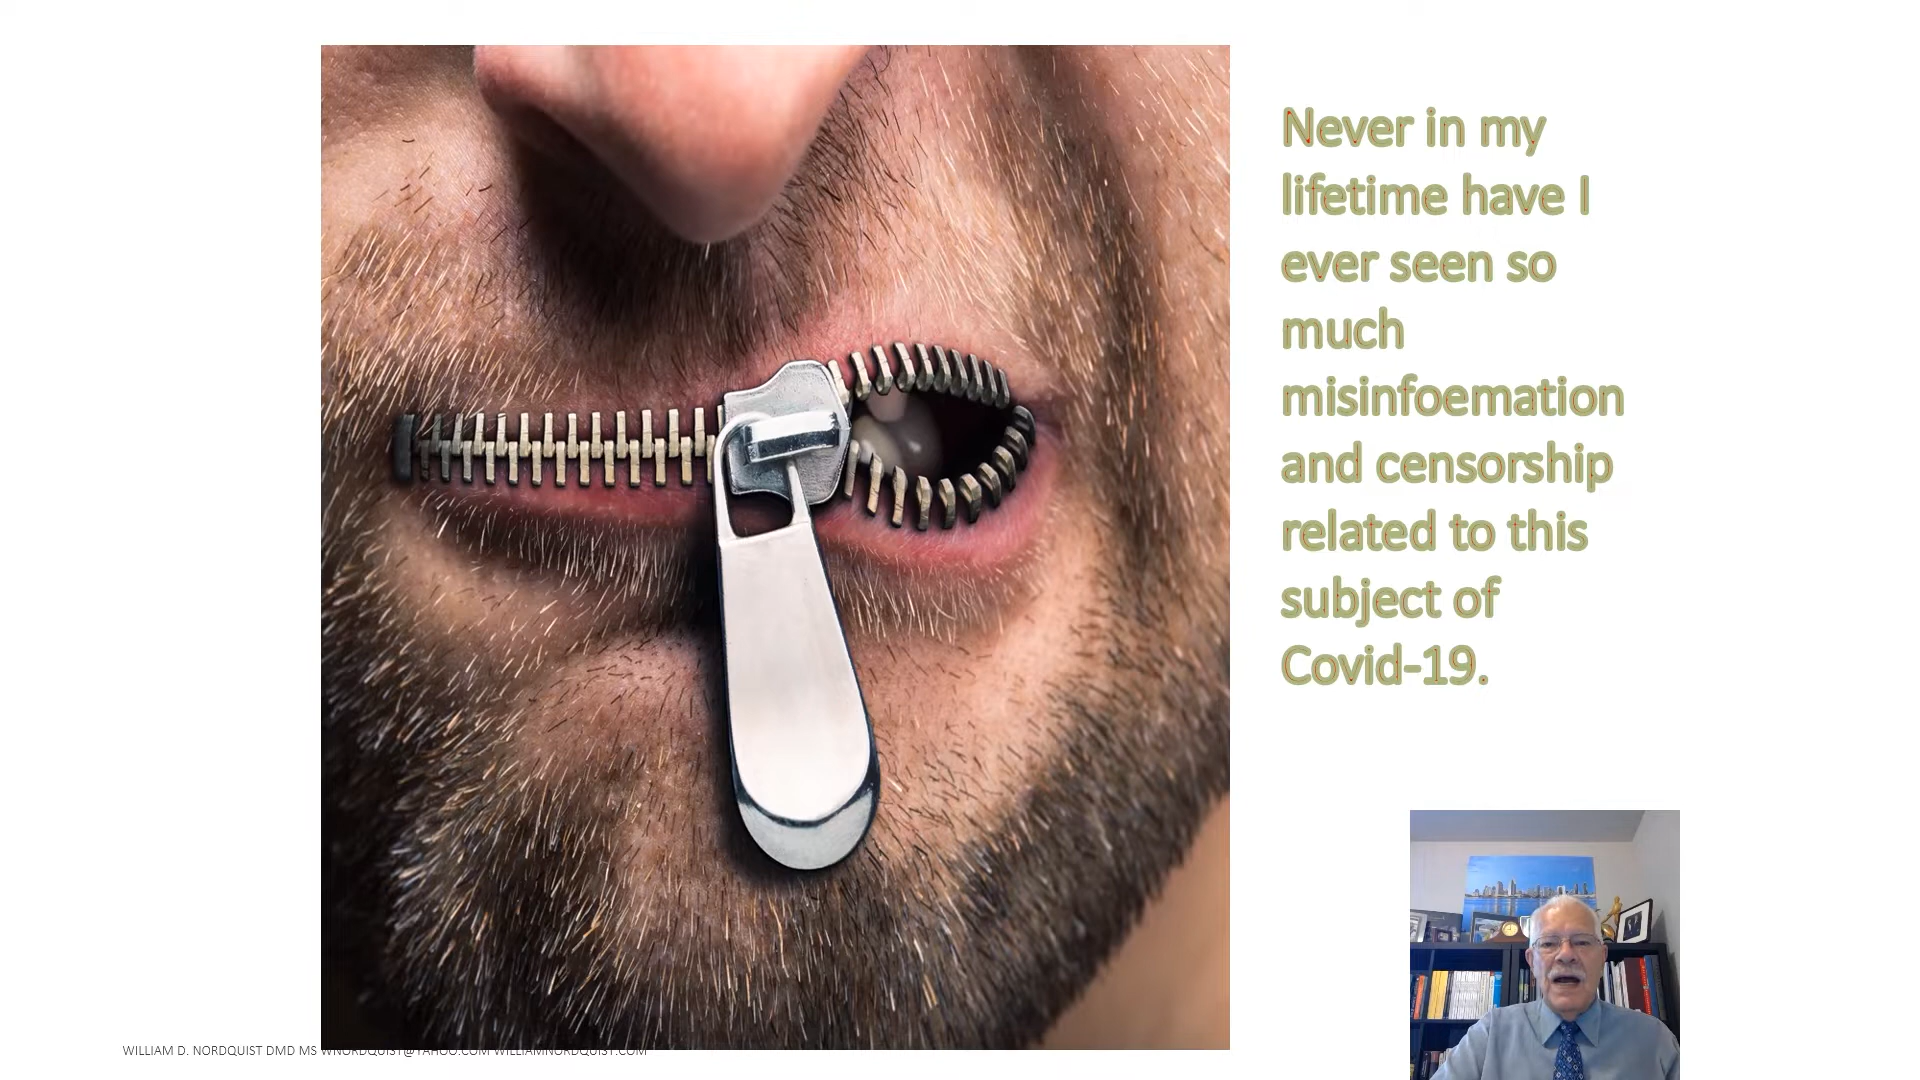 Never in my
lifetime have I
ever seen so
much
misinfoemation
and censorship
related to this
subject of
Covid-19.
WILLIAM D. NORDQUIST DMD MS WNORDQUIST@YAHOO.COM WILLIAMNORDQUIST.COM